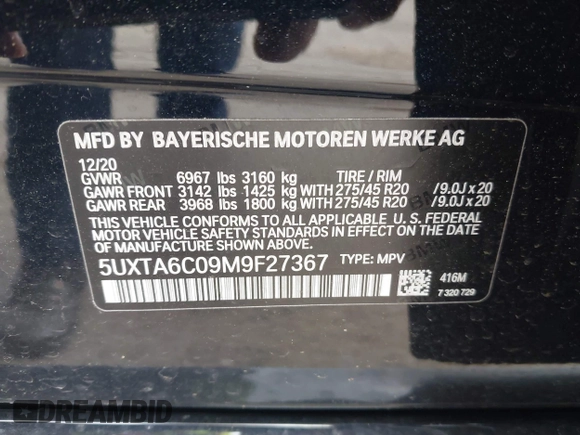 MFD BY BAYERISCHE MOTOREN WERKE AG
12/20
GVWR 6967 lbs 3160 kg TIRE / RIM
GAWR FRONT 3142 lbs 1425 kg WITH 275/45 R20 /9.0J x 20
GAWR REAR 3968 lbs 1800 kg WITH 275/45 R20 /9.0J x 20
THIS VEHICLE CONFORMS TO ALL APPLICABLE U. S. FEDERAL
MOTOR VEHICLE SAFETY STANDARDS IN EFFECT ON THE DATE
OF MANUFACTURE SHOWN ABOVE.
5UXTA6C09M9F27367 TYPE: MPV
416M
7 320 729
DREAMBID